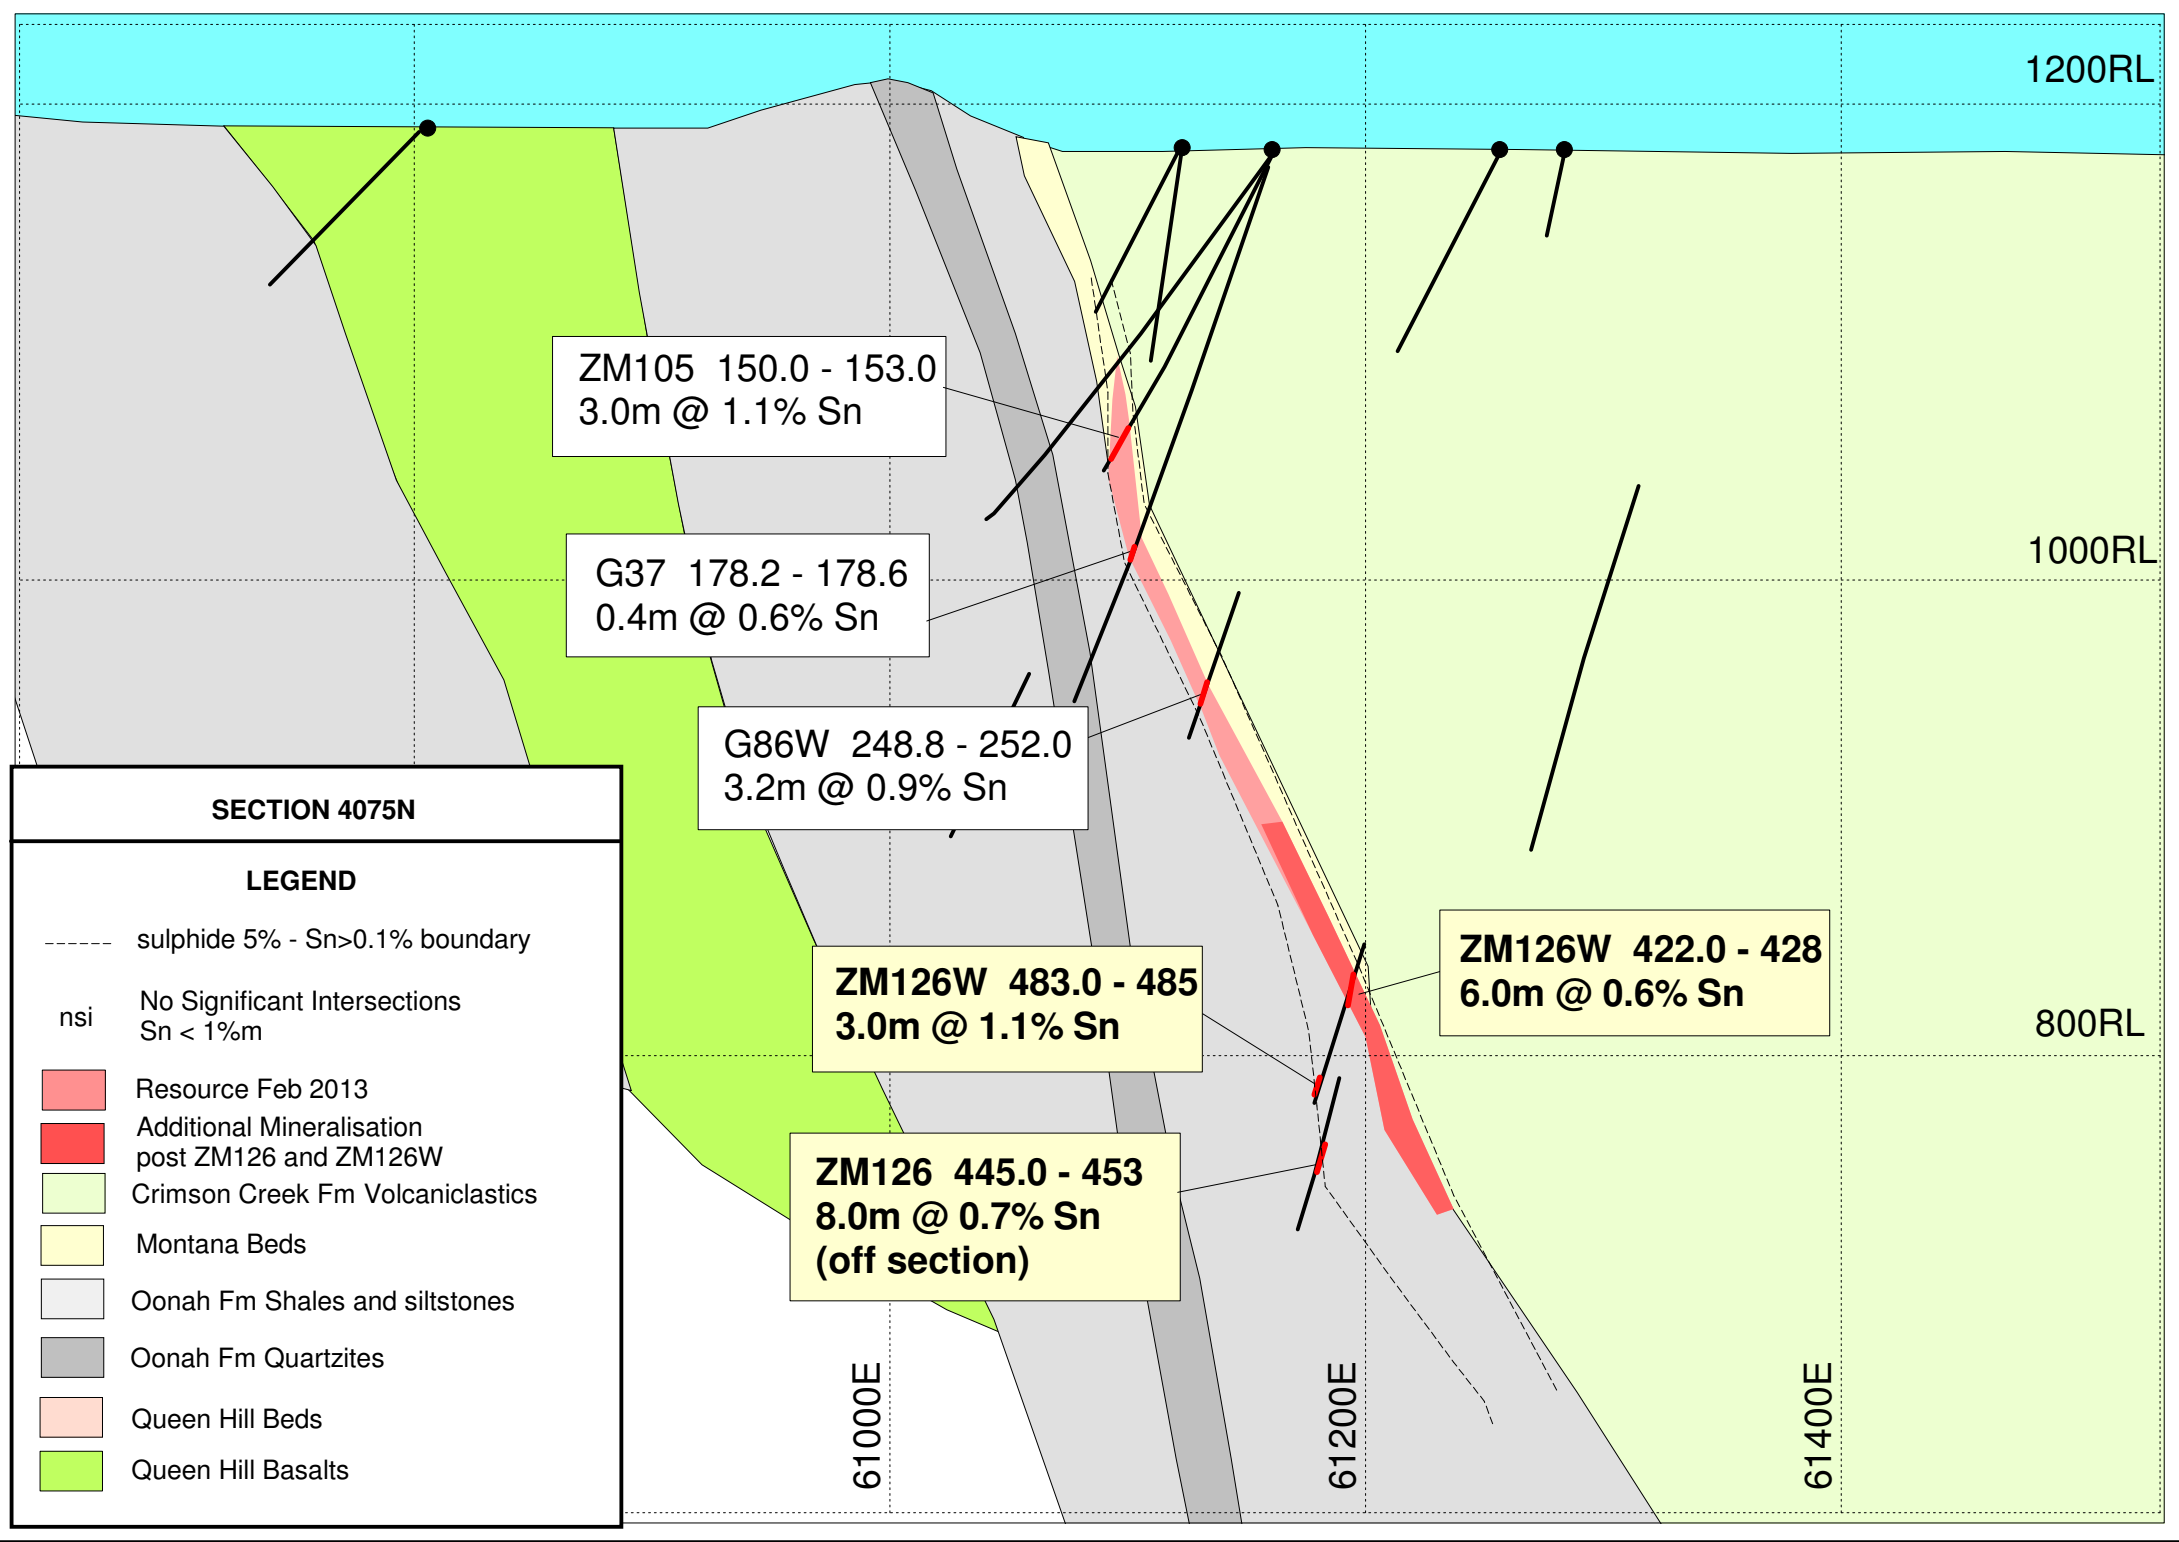 1200RL
ZM105 150.0 - 153.0
3.0m @ 1.1% Sn
G37 178.2 - 178.6
0.4m @ 0.6% Sn
1000RL
G86W 248.8 - 252.0
3.2m @ 0.9% Sn
ZM126W 422.0 - 428
6.0m @ 0.6% Sn
ZM126W 483.0 - 485
3.0m @ 1.1% Sn
800RL
ZM126 445.0 - 453
8.0m @ 0.7% Sn
(off section)
61000E
61200E
61400E
SECTION 4075N
LEGEND
sulphide 5% - Sn>0.1% boundary
nsi
No Significant Intersections
Sn < 1%m
Resource Feb 2013
Additional Mineralisation
post ZM126 and ZM126W
Crimson Creek Fm Volcaniclastics
Montana Beds
Oonah Fm Shales and siltstones
Oonah Fm Quartzites
Queen Hill Beds
Queen Hill Basalts